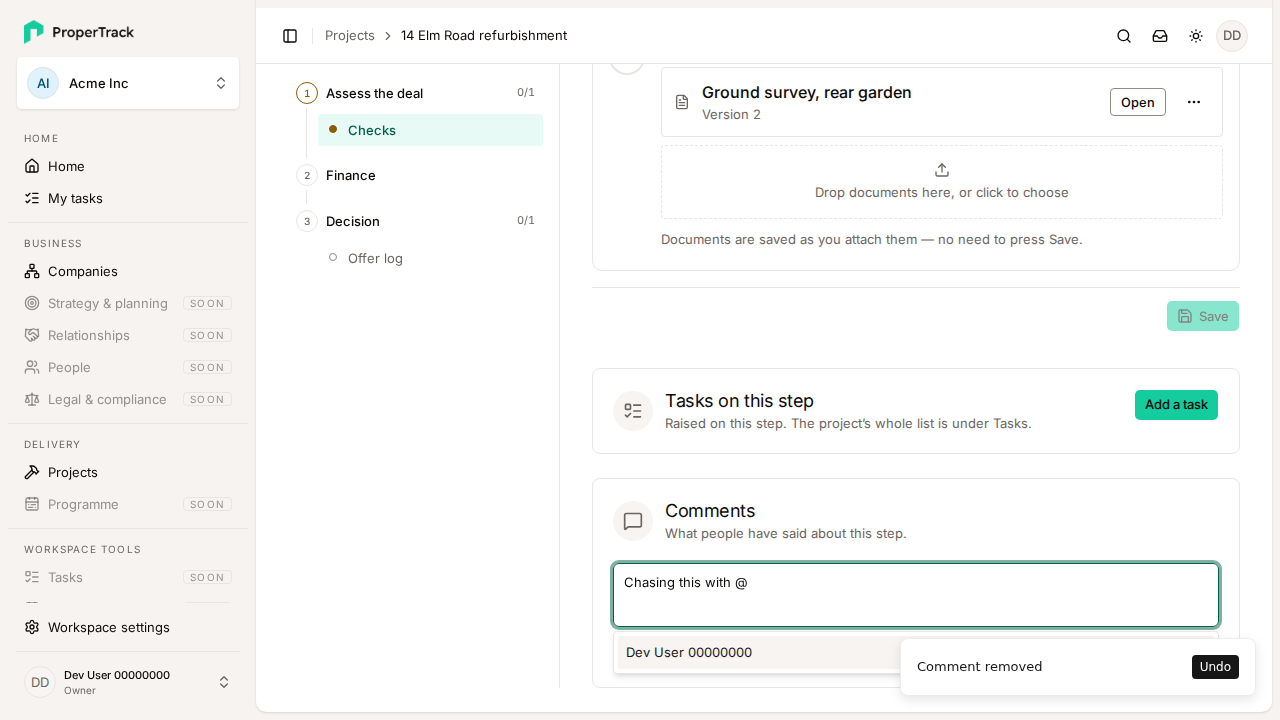 ProperTrack
Projects
14 Elm Road refurbishment
DD
AI
Acme Inc
HOME
Home
My tasks
BUSINESS
Companies
Strategy & planning
SOON
Relationships
SOON
People
SOON
Legal & compliance
SOON
DELIVERY
Projects
Programme
SOON
WORKSPACE TOOLS
Tasks
SOON
Workspace settings
DD
Dev User 00000000
Owner
1
Assess the deal
0/1
Checks
2
Finance
3
Decision
0/1
Offer log
Ground survey, rear garden
Version 2
Open
Drop documents here, or click to choose
Documents are saved as you attach them — no need to press Save.
Save
Tasks on this step
Raised on this step. The project’s whole list is under Tasks.
Add a task
Comments
What people have said about this step.
Chasing this with @
Dev User 00000000
Comment removed
Undo